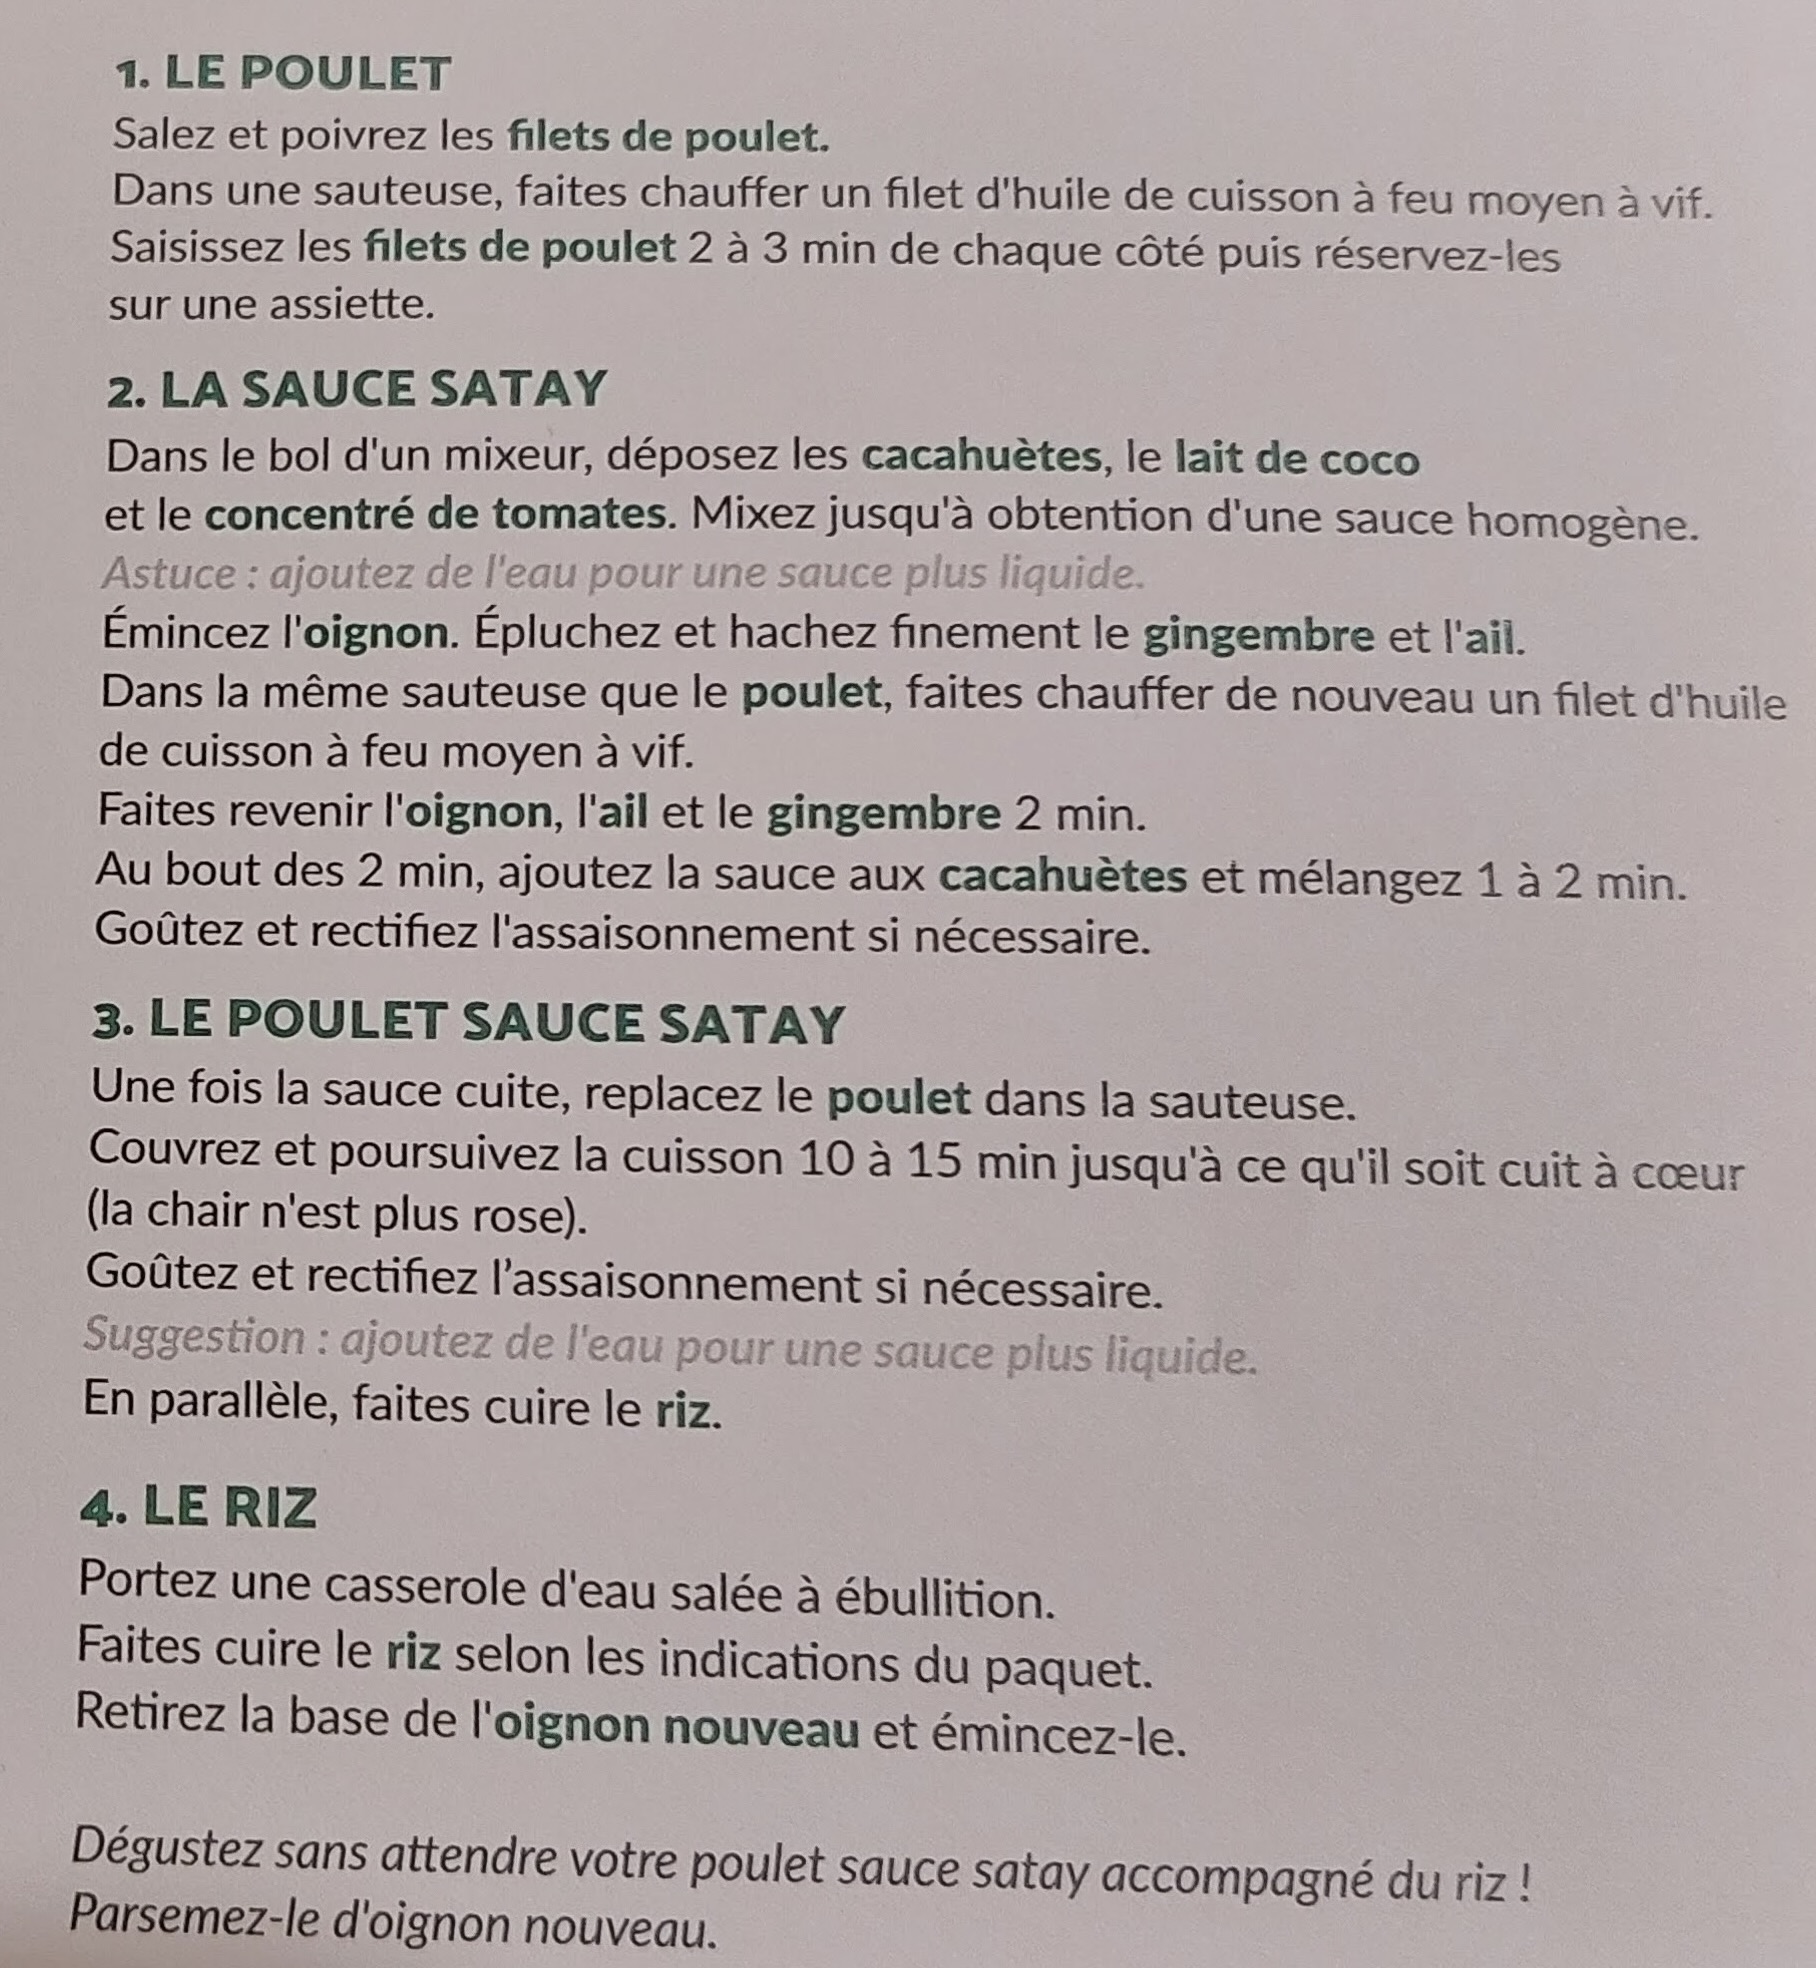 1. LE POULET
Salez et poivrez les filets de poulet.
Dans une sauteuse, faites chauffer un filet d'huile de cuisson à feu moyen à vif.
Saisissez les filets de poulet 2 à 3 min de chaque côté puis réservez-les
sur une assiette.
2. LA SAUCE SATAY
Dans le bol d'un mixeur, déposez les cacahuètes, le lait de coco
et le concentré de tomates. Mixez jusqu'à obtention d'une sauce homogène.
Astuce : ajoutez de l'eau pour une sauce plus liquide.
Émincez l'oignon. Épluchez et hachez finement le gingembre et l'ail.
Dans la même sauteuse que le poulet, faites chauffer de nouveau un filet d'huile
de cuisson à feu moyen à vif.
Faites revenir l'oignon, l'ail et le gingembre 2 min.
Au bout des 2 min, ajoutez la sauce aux cacahuètes et mélangez 1 à 2 min.
Goûtez et rectifiez l'assaisonnement si nécessaire.
3. LE POULET SAUCE SATAY
Une fois la sauce cuite, replacez le poulet dans la sauteuse.
Couvrez et poursuivez la cuisson 10 à 15 min jusqu'à ce qu'il soit cuit à cœur
(la chair n'est plus rose).
Goûtez et rectifiez l’assaisonnement si nécessaire.
Suggestion : ajoutez de l'eau pour une sauce plus liquide.
En parallèle, faites cuire le riz.
4. LE RIZ
Portez une casserole d'eau salée à ébullition.
Faites cuire le riz selon les indications du paquet.
Retirez la base de l'oignon nouveau et émincez-le.
Dégustez sans attendre votre poulet sauce satay accompagné du riz !
Parsemez-le d'oignon nouveau.